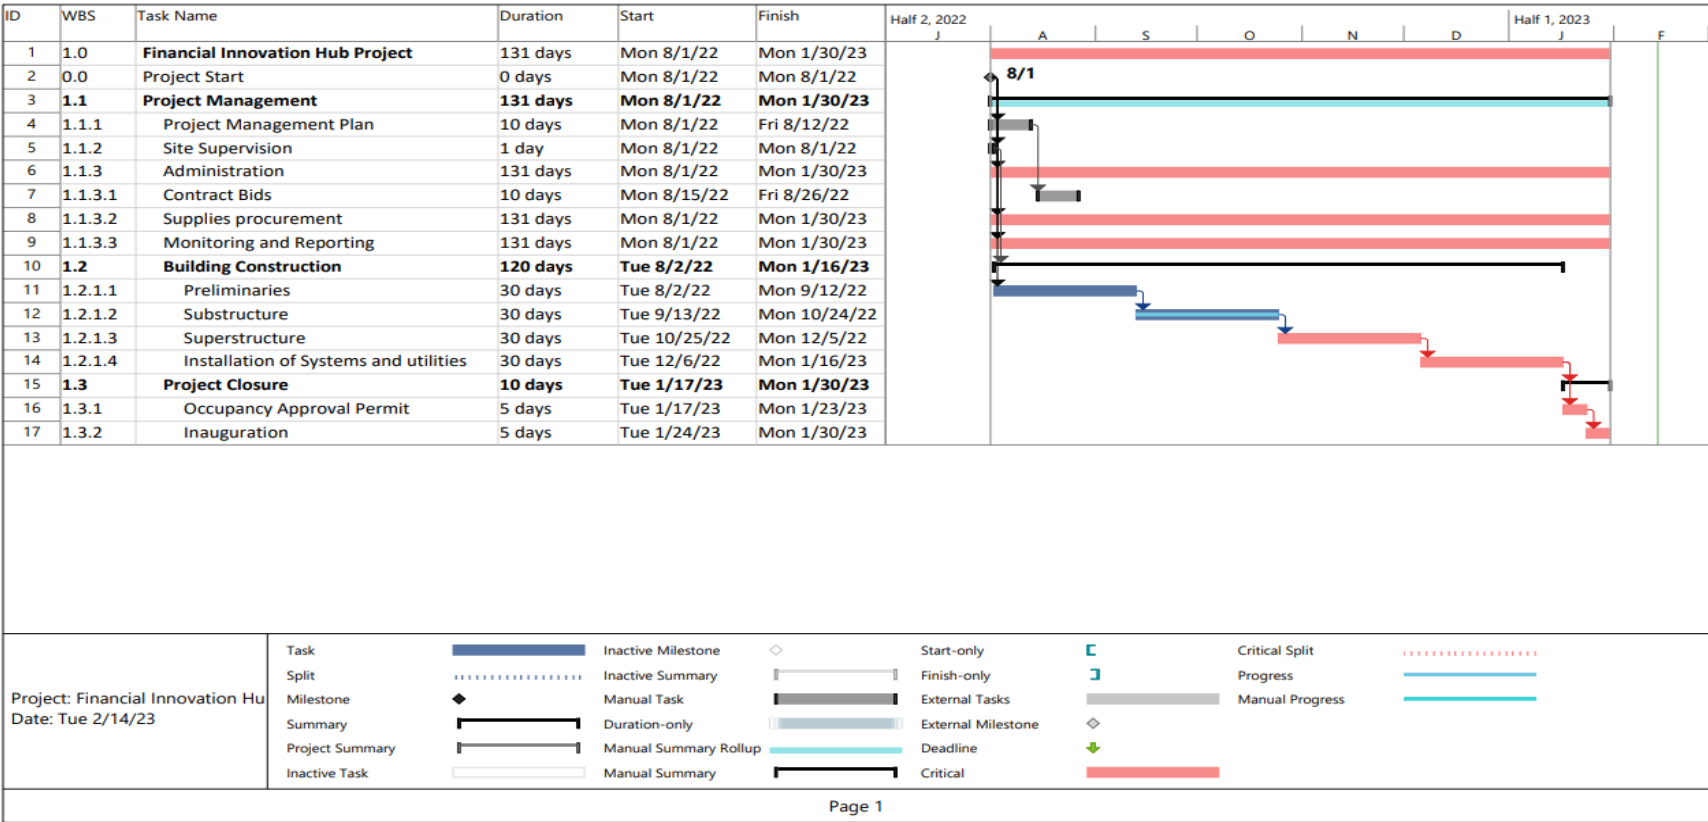 ID WBS Task Name Duration Start Finish Half 2, 2022 Half 1, 2023
J A S O N D J F
1 1.0 Financial Innovation Hub Project 131 days Mon 8/1/22 Mon 1/30/23
2 0.0 Project Start 0 days Mon 8/1/22 Mon 8/1/22 8/1
3 1.1 Project Management 131 days Mon 8/1/22 Mon 1/30/23
4 1.1.1 Project Management Plan 10 days Mon 8/1/22 Fri 8/12/22
5 1.1.2 Site Supervision 1 day Mon 8/1/22 Mon 8/1/22
6 1.1.3 Administration 131 days Mon 8/1/22 Mon 1/30/23
7 1.1.3.1 Contract Bids 10 days Mon 8/15/22 Fri 8/26/22
8 1.1.3.2 Supplies procurement 131 days Mon 8/1/22 Mon 1/30/23
9 1.1.3.3 Monitoring and Reporting 131 days Mon 8/1/22 Mon 1/30/23
10 1.2 Building Construction 120 days Tue 8/2/22 Mon 1/16/23
11 1.2.1.1 Preliminaries 30 days Tue 8/2/22 Mon 9/12/22
12 1.2.1.2 Substructure 30 days Tue 9/13/22 Mon 10/24/22
13 1.2.1.3 Superstructure 30 days Tue 10/25/22 Mon 12/5/22
14 1.2.1.4 Installation of Systems and utilities 30 days Tue 12/6/22 Mon 1/16/23
15 1.3 Project Closure 10 days Tue 1/17/23 Mon 1/30/23
16 1.3.1 Occupancy Approval Permit 5 days Tue 1/17/23 Mon 1/23/23
17 1.3.2 Inauguration 5 days Tue 1/24/23 Mon 1/30/23
Project: Financial Innovation Hu
Date: Tue 2/14/23
Task Inactive Milestone Start-only Critical Split
Split Inactive Summary Finish-only Progress
Milestone Manual Task External Tasks Manual Progress
Summary Duration-only External Milestone
Project Summary Manual Summary Rollup Deadline
Inactive Task Manual Summary Critical
Page 1